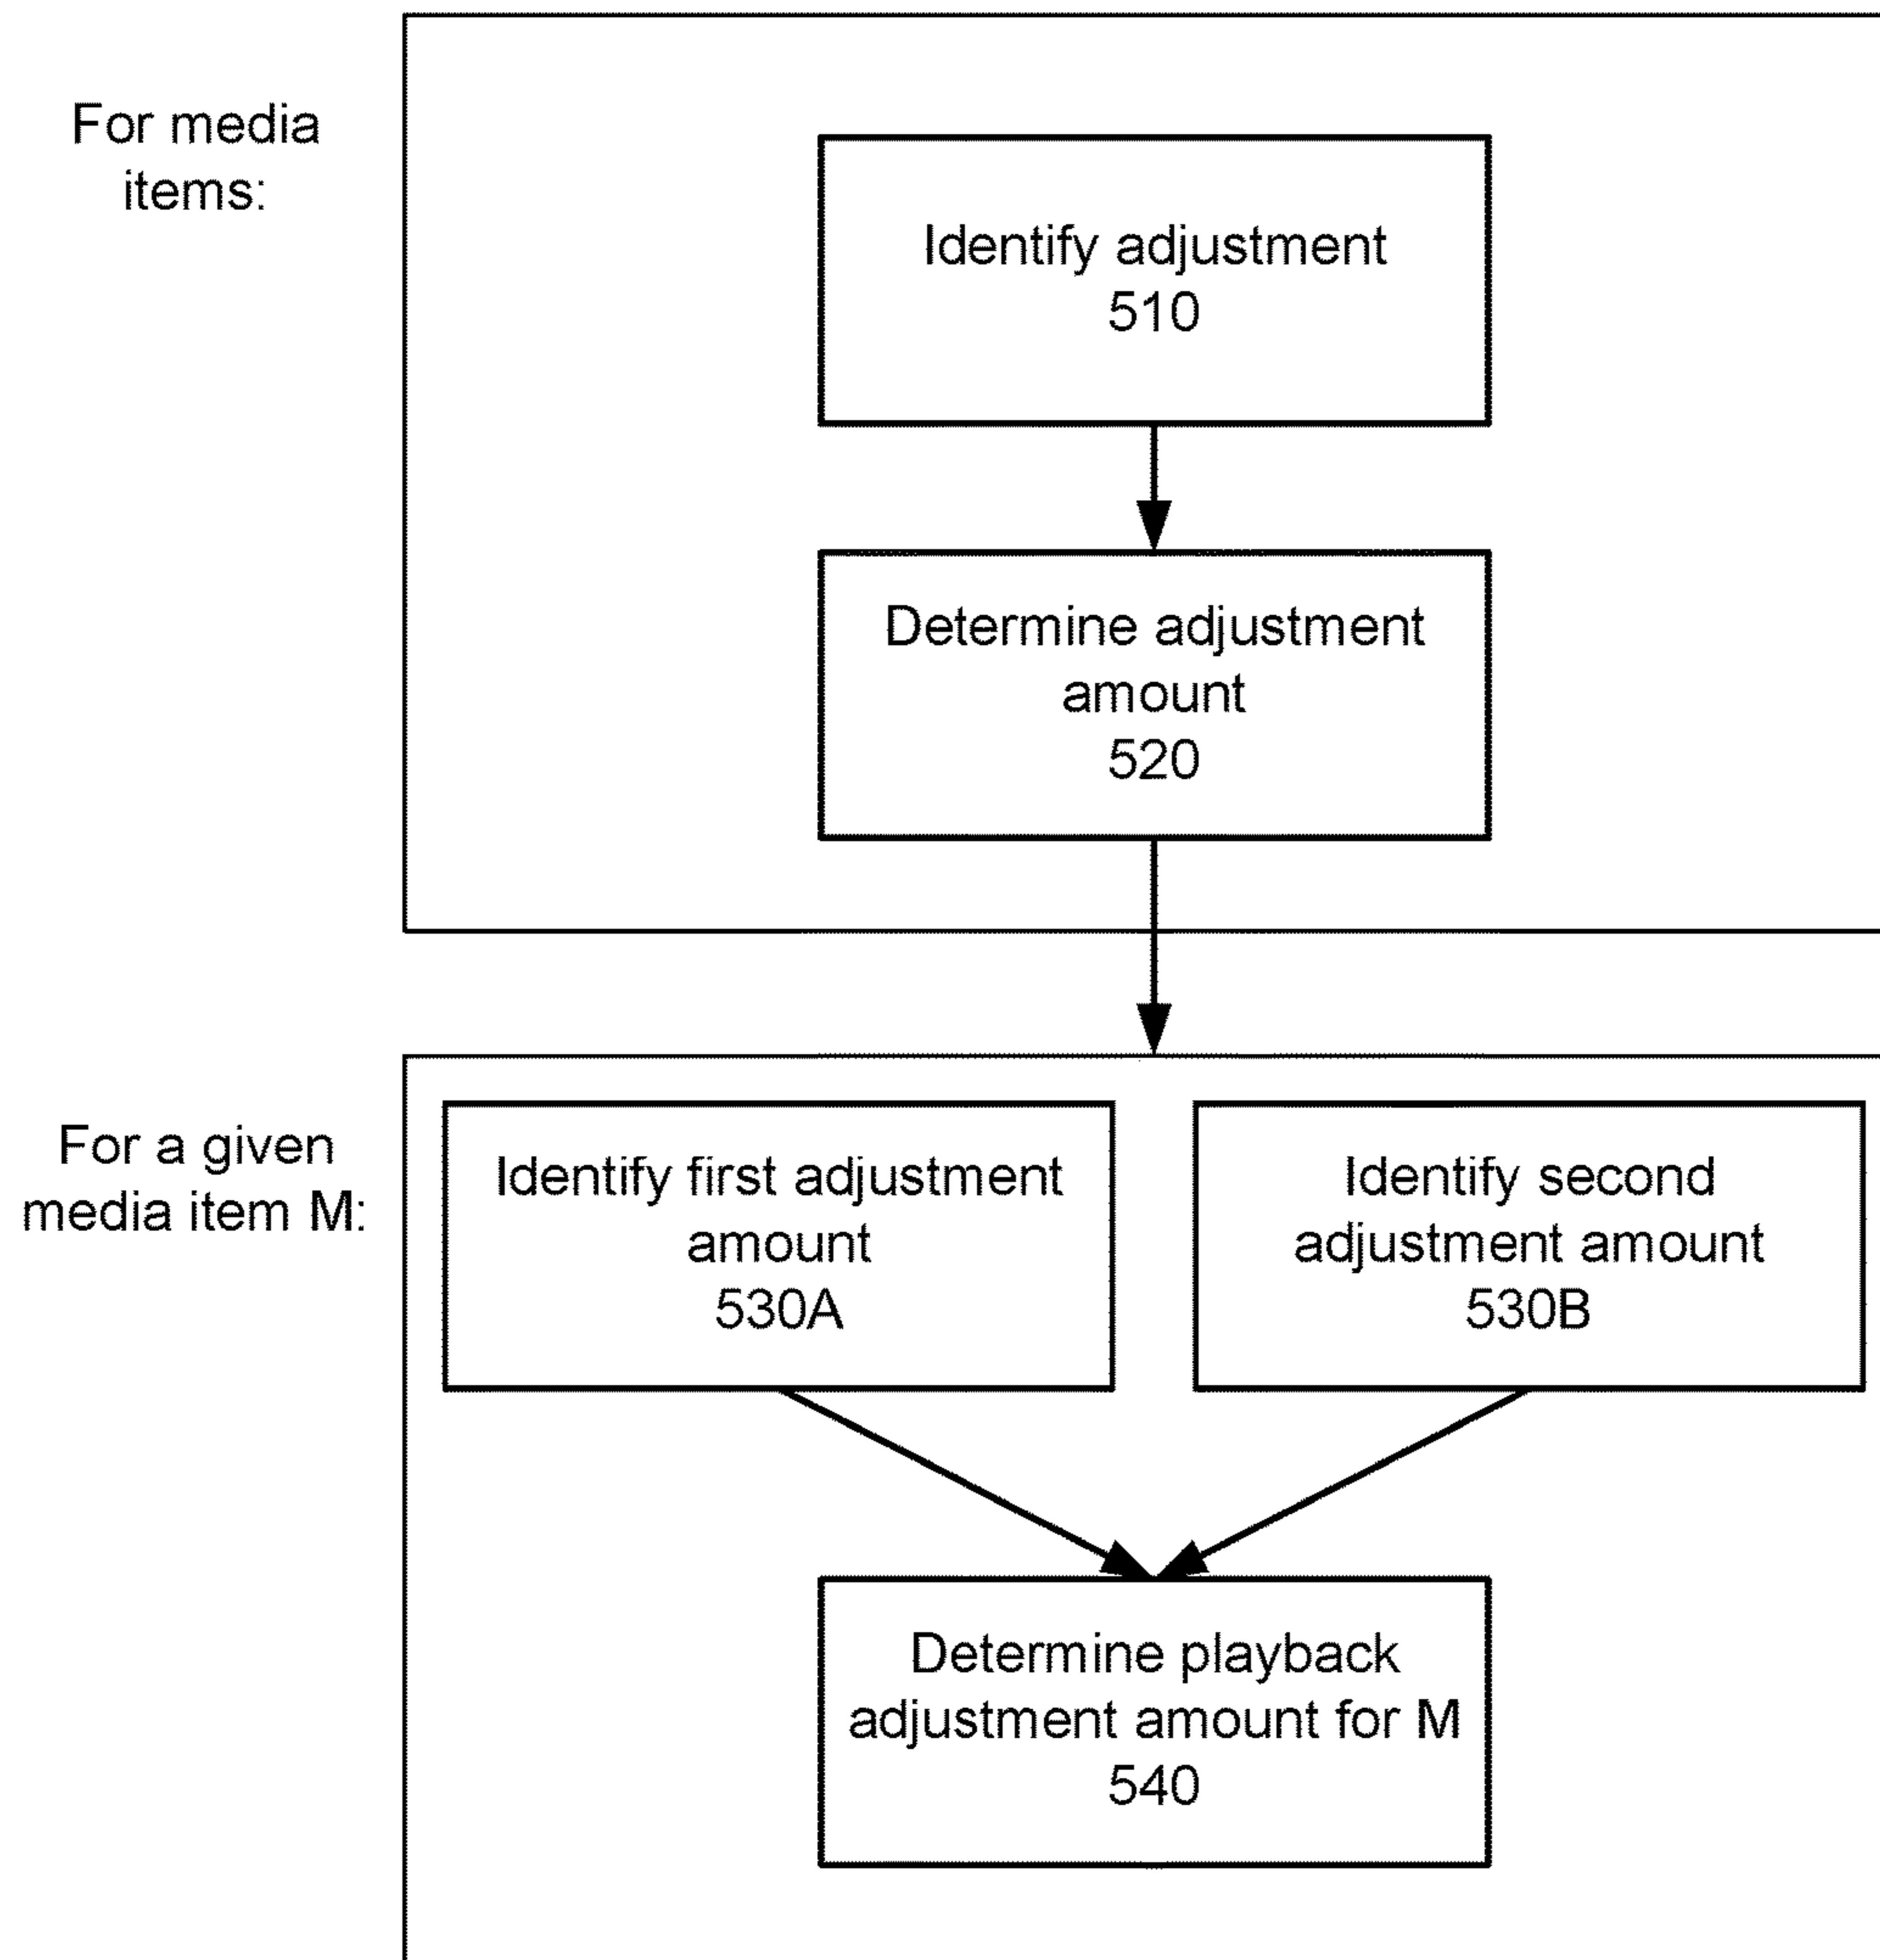 For media
items:
Identify adjustment
510
Determine adjustment
amount
520
For a given
media item M:
Identify first adjustment
amount
530A
Identify second
adjustment amount
530B
Determine playback
adjustment amount for M
540